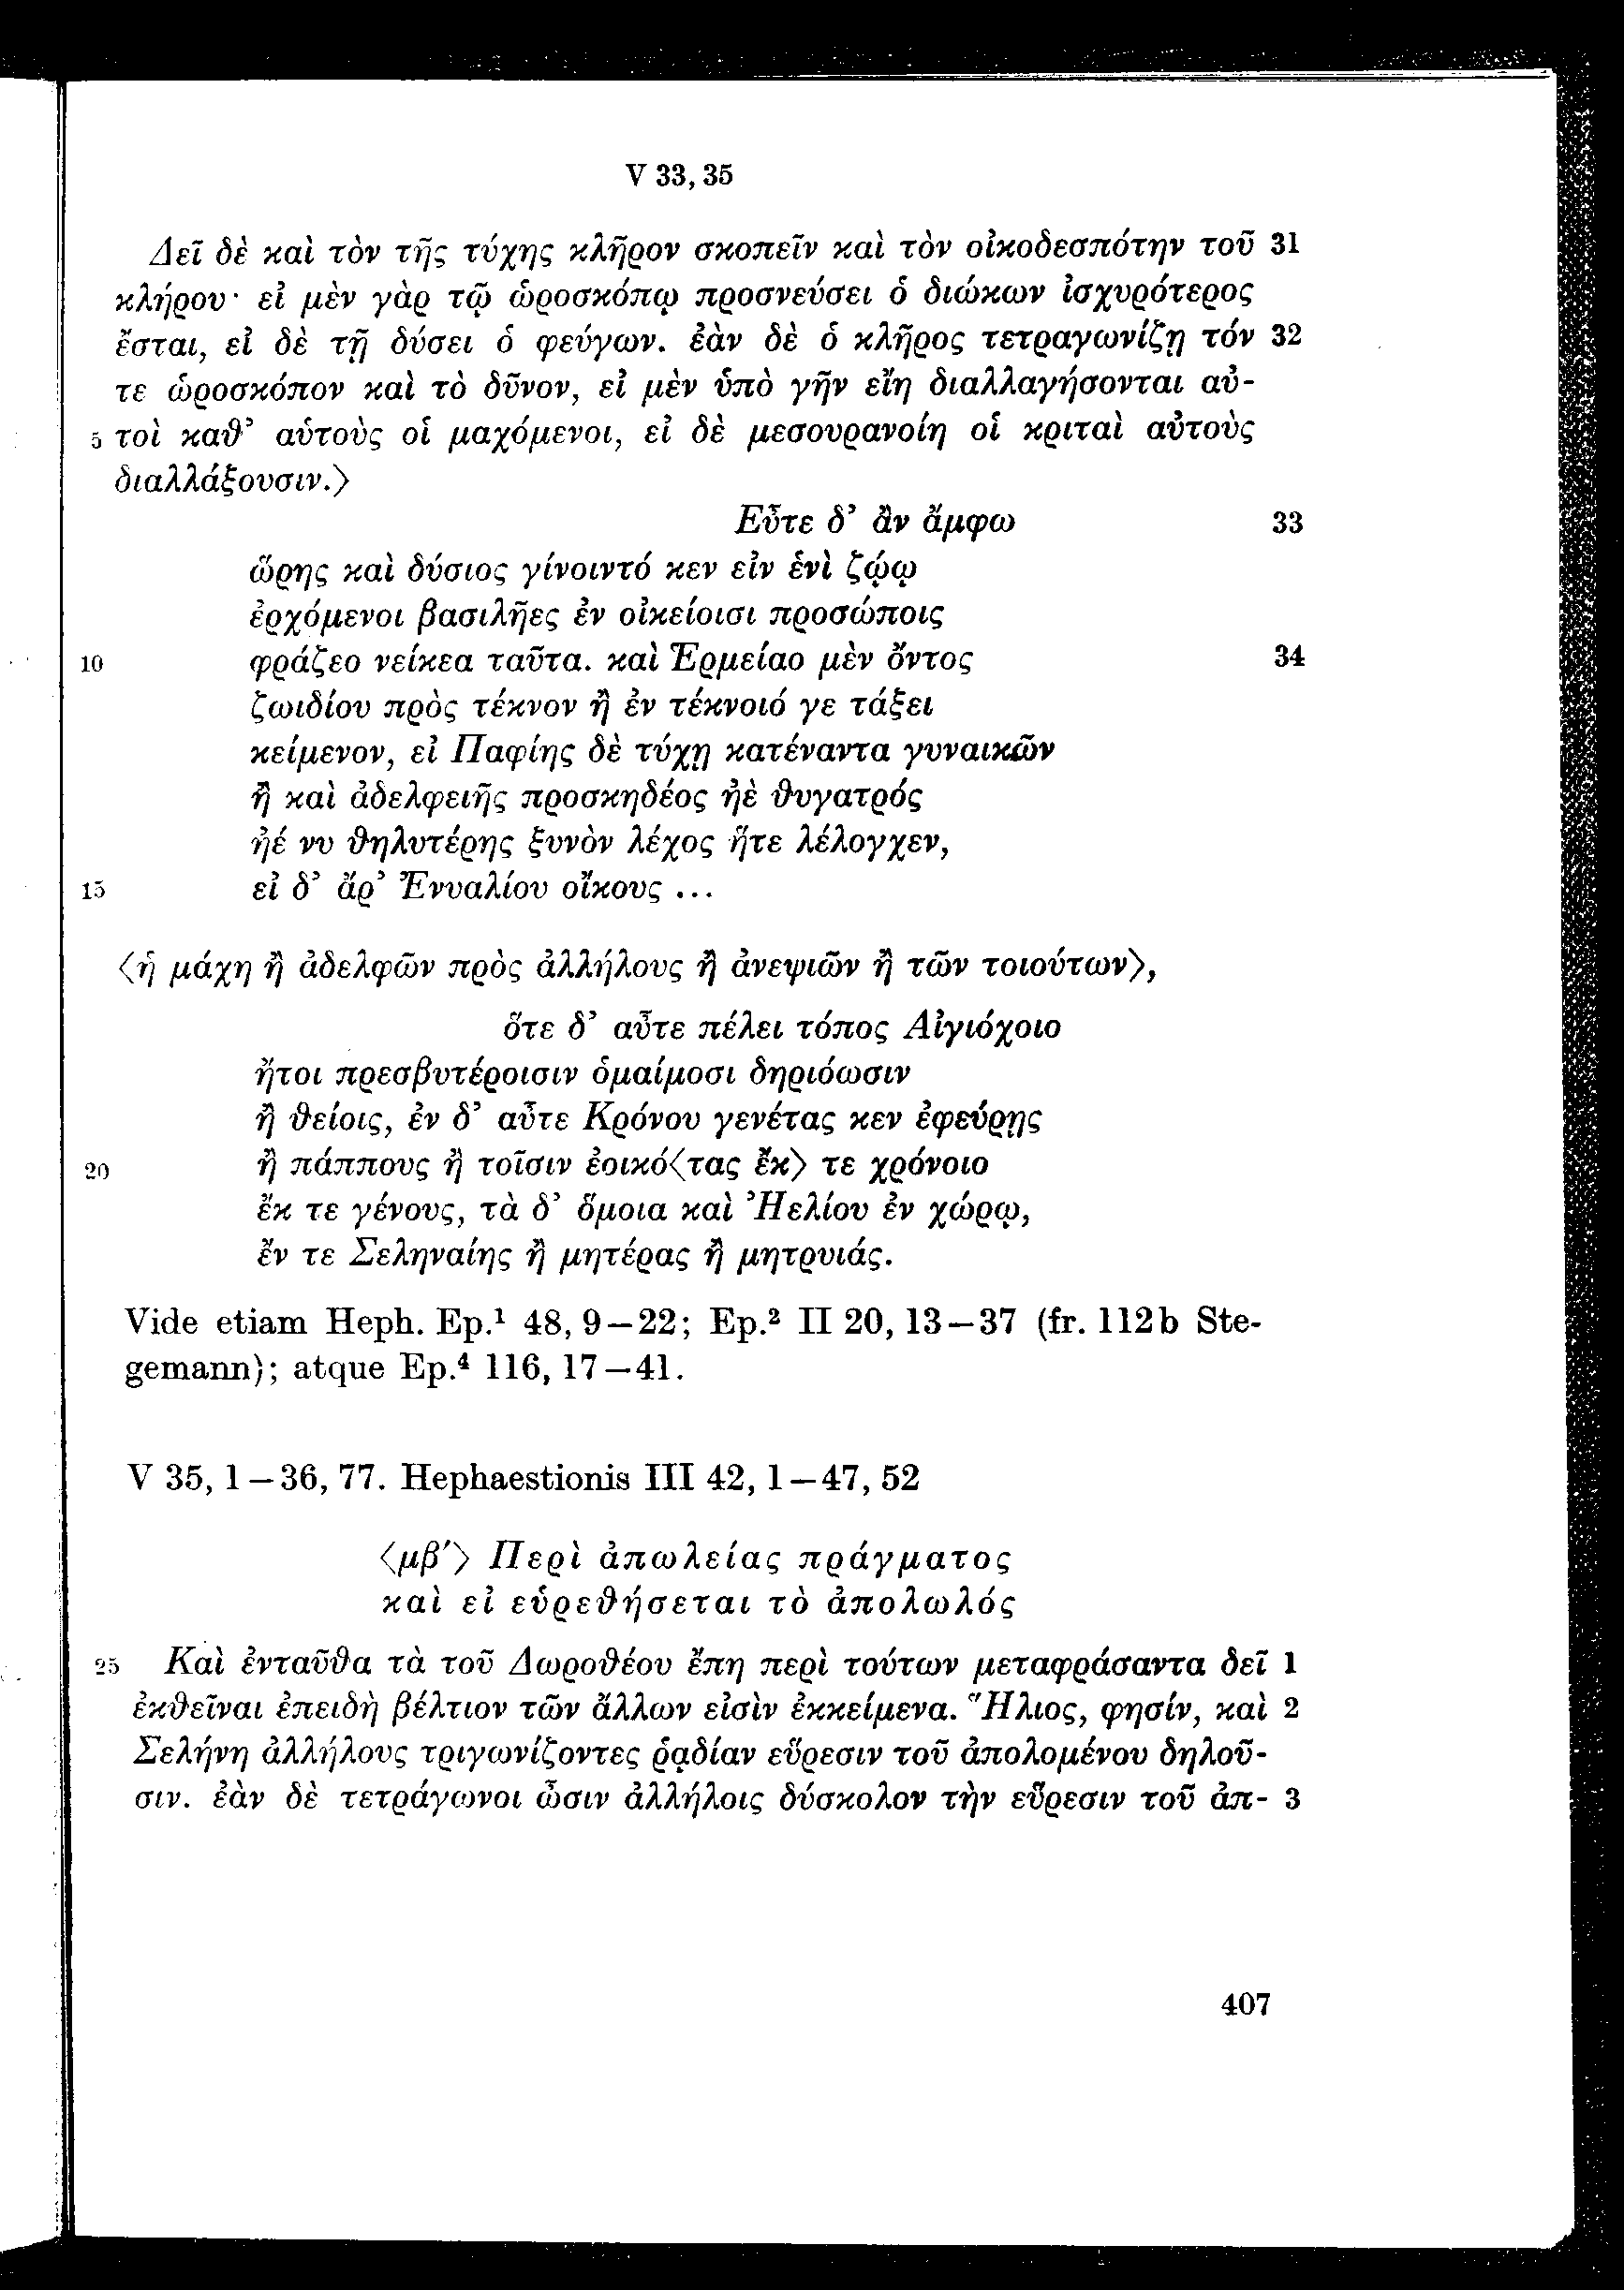 V 33, 35
Δεῖ δὲ καὶ τὸν τῆς τύχης κλῆρον σκοπεῖν καὶ τὸν οἰκοδεσπότην τοῦ 31
κλήρου· εἰ μὲν γὰρ τῷ ὡροσκόπῳ προσνεύσει ὁ διώκων ἰσχυρότερος
ἔσται, εἰ δὲ τῇ δύσει ὁ φεύγων. ἐὰν δὲ ὁ κλῆρος τετραγωνίζῃ τόν 32
τε ὡροσκόπον καὶ τὸ δῦνον, εἰ μὲν ὑπὸ γῆν εἴη διαλλαγήσονται αὐ-
5 τοὶ καθ’ αὑτοὺς οἱ μαχόμενοι, εἰ δὲ μεσουρανοίη οἱ κριταὶ αὐτοὺς
διαλλάξουσιν.⟩
Εὖτε δ’ ἂν ἄμφω 33
ὥρης καὶ δύσιος γίνοιντό κεν εἰν ἑνὶ ζῴῳ
ἐρχόμενοι βασιλῆες ἐν οἰκείοισι προσώποις
10 φράζεο νείκεα ταῦτα. καὶ Ἑρμείαο μὲν ὄντος 34
ζωιδίου πρὸς τέκνον ἢ ἐν τέκνοιό γε τάξει
κείμενον, εἰ Παφίης δὲ τύχῃ κατέναντα γυναικῶν
ἢ καὶ ἀδελφειῆς προσκηδέος ἠὲ θυγατρός
ἠέ νυ θηλυτέρης ξυνὸν λέχος ἥτε λέλογχεν,
15 εἰ δ’ ἄρ’ Ἐνυαλίου οἴκους ...
⟨ἡ μάχη ἢ ἀδελφῶν πρὸς ἀλλήλους ἢ ἀνεψιῶν ἢ τῶν τοιούτων⟩,
ὅτε δ’ αὖτε πέλει τόπος Αἰγιόχοιο
ἤτοι πρεσβυτέροισιν ὁμαίμοσι δηριόωσιν
ἢ θείοις, ἐν δ’ αὖτε Κρόνου γενέτας κεν ἐφεύρῃς
20 ἢ πάππους ἢ τοῖσιν ἐοικό⟨τας ἔκ⟩ τε χρόνοιο
ἔκ τε γένους, τὰ δ’ ὅμοια καὶ Ἠελίου ἐν χώρῳ,
ἔν τε Σεληναίης ἢ μητέρας ἢ μητρυιάς.
Vide etiam Heph. Ep.¹ 48, 9–22; Ep.² II 20, 13–37 (fr. 112b Ste-
gemann); atque Ep.⁴ 116, 17–41.
V 35, 1–36, 77. Hephaestionis III 42, 1–47, 52
⟨μβʹ⟩ Περὶ ἀπωλείας πράγματος
καὶ εἰ εὑρεθήσεται τὸ ἀπολωλός
25 Καὶ ἐνταῦθα τὰ τοῦ Δωροθέου ἔπη περὶ τούτων μεταφράσαντα δεῖ 1
ἐκθεῖναι ἐπειδὴ βέλτιον τῶν ἄλλων εἰσὶν ἐκκείμενα. Ἥλιος, φησίν, καὶ 2
Σελήνη ἀλλήλους τριγωνίζοντες ῥᾳδίαν εὕρεσιν τοῦ ἀπολομένου δηλοῦ-
σιν. ἐὰν δὲ τετράγωνοι ὦσιν ἀλλήλοις δύσκολον τὴν εὕρεσιν τοῦ ἀπ- 3
407